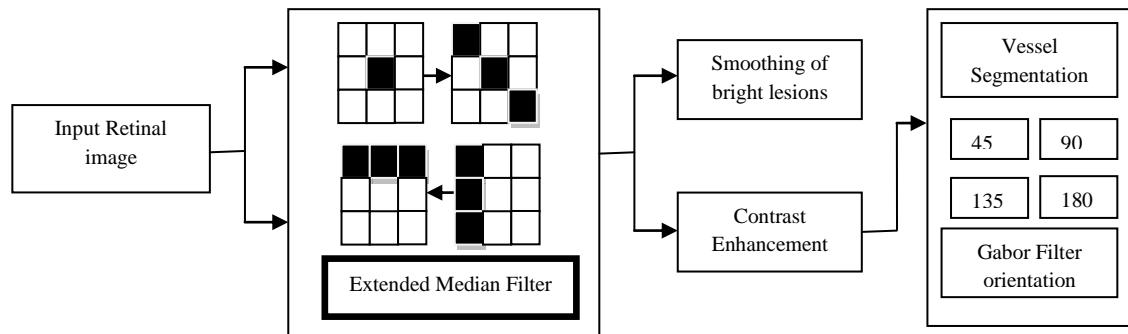 Input Retinal
image
Extended Median Filter
Smoothing of
bright lesions
Contrast
Enhancement
Vessel
Segmentation
45 90
135 180
Gabor Filter
orientation